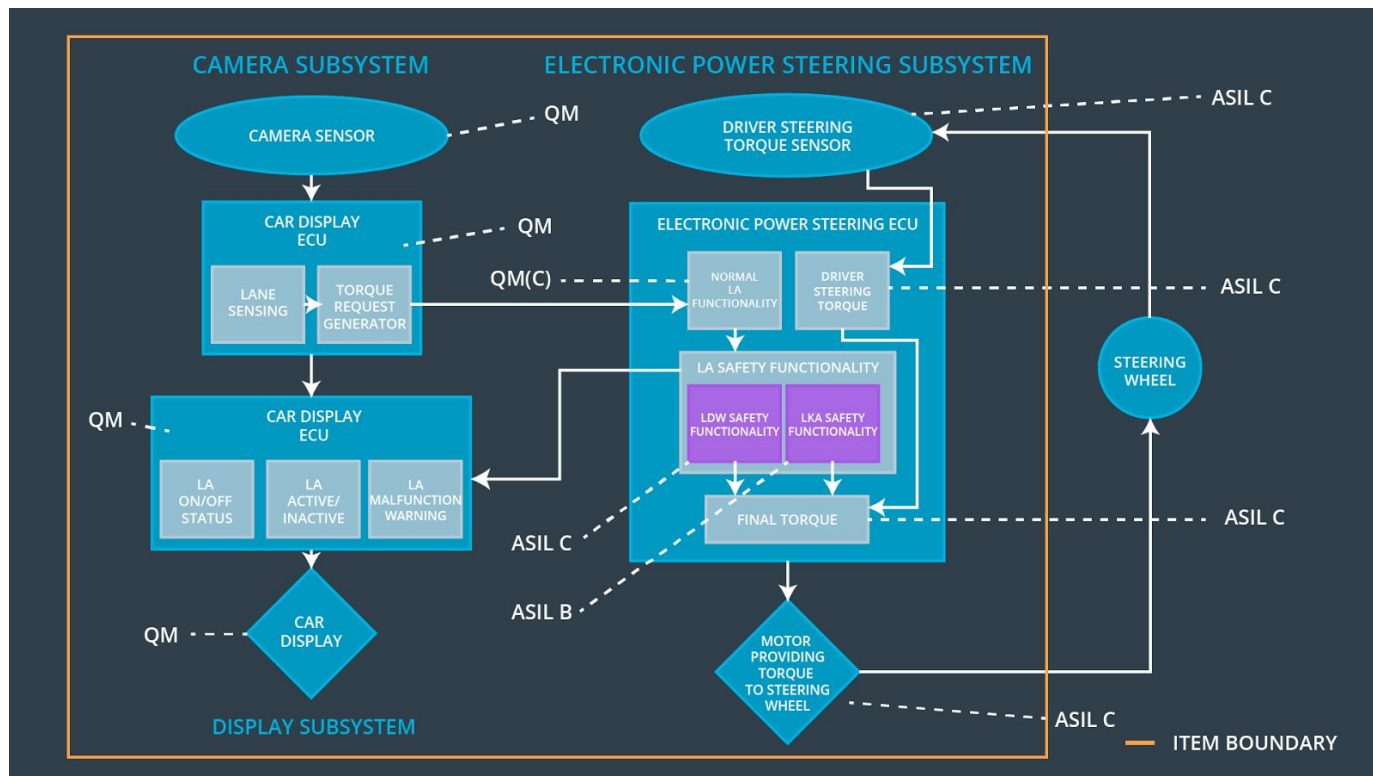 CAMERA SUBSYSTEM
ELECTRONIC POWER STEERING SUBSYSTEM
CAMERA SENSOR
QM
DRIVER STEERING
TORQUE SENSOR
ASIL C
CAR DISPLAY
ECU
QM
LANE
SENSING
TORQUE
REQUEST
GENERATOR
ELECTRONIC POWER STEERING ECU
QM(C)
NORMAL
LA
FUNCTIONALITY
DRIVER
STEERING
TORQUE
ASIL C
LA SAFETY FUNCTIONALITY
LDW SAFETY
FUNCTIONALITY
LKA SAFETY
FUNCTIONALITY
STEERING
WHEEL
QM
CAR DISPLAY
ECU
LA
ON/OFF
STATUS
LA
ACTIVE/
INACTIVE
LA
MALFUNCTION
WARNING
FINAL TORQUE
ASIL C
ASIL C
ASIL B
QM
CAR
DISPLAY
MOTOR
PROVIDING
TORQUE
TO STEERING
WHEEL
ASIL C
DISPLAY SUBSYSTEM
ITEM BOUNDARY